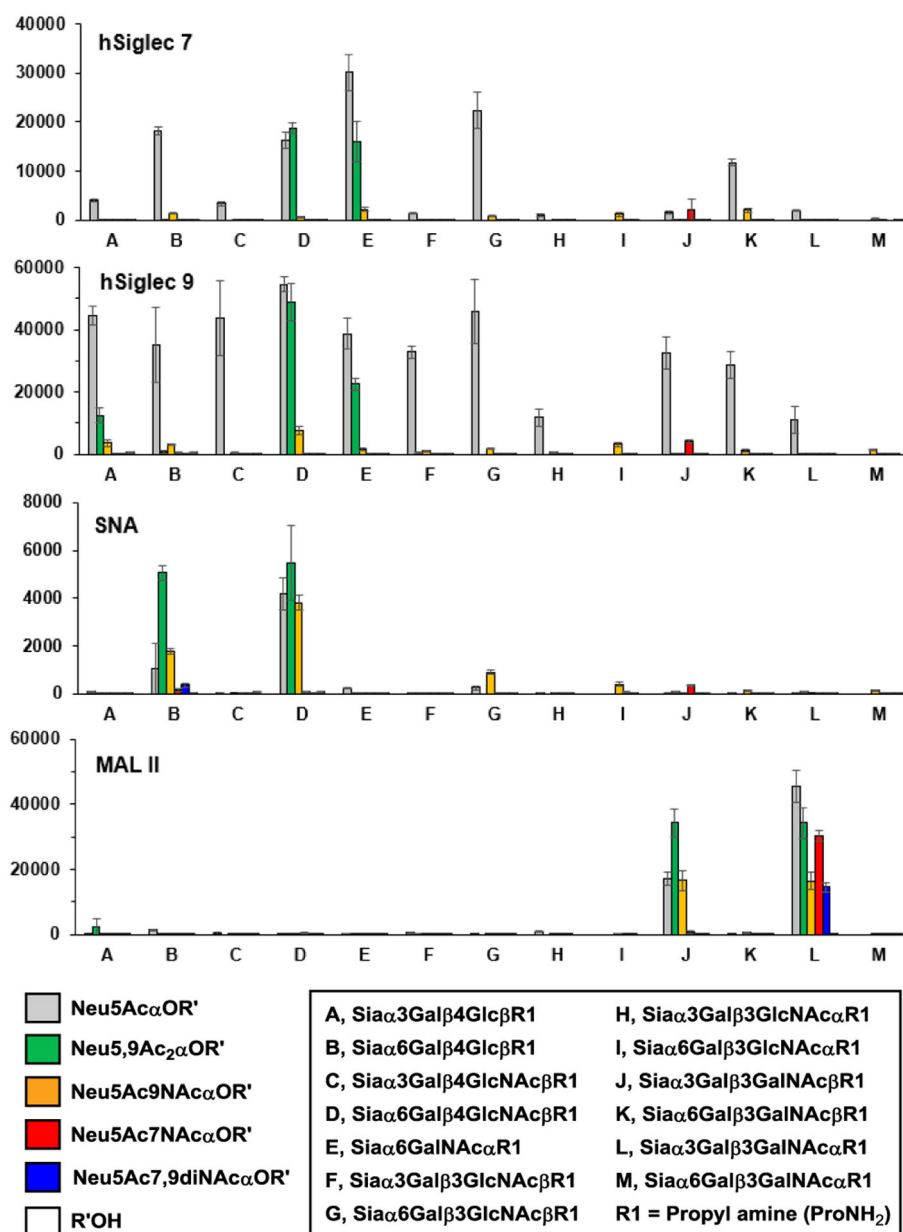 hSiglec 7
40000
30000
20000
10000
0
A B C D E F G H I J K L M
hSiglec 9
60000
40000
20000
0
A B C D E F G H I J K L M
SNA
8000
6000
4000
2000
0
A B C D E F G H I J K L M
MAL II
60000
40000
20000
0
A B C D E F G H I J K L M
Neu5AcαOR'
Neu5,9Ac₂αOR'
Neu5Ac9NAcαOR'
Neu5Ac7NAcαOR'
Neu5Ac7,9diNAcαOR'
R'OH
A, Siaα3Galβ4GlcβR1
B, Siaα6Galβ4GlcβR1
C, Siaα3Galβ4GlcNAcβR1
D, Siaα6Galβ4GlcNAcβR1
E, Siaα6GalNAcαR1
F, Siaα3Galβ3GlcNAcβR1
G, Siaα6Galβ3GlcNAcβR1
H, Siaα3Galβ3GlcNAcαR1
I, Siaα6Galβ3GlcNAcαR1
J, Siaα3Galβ3GalNAcβR1
K, Siaα6Galβ3GalNAcβR1
L, Siaα3Galβ3GalNAcαR1
M, Siaα6Galβ3GalNAcαR1
R1 = Propyl amine (ProNH₂)